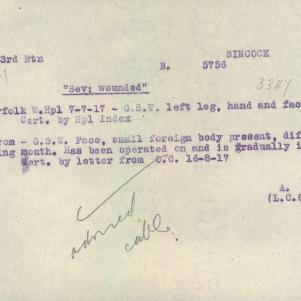 3rd Btn
SINCOCK
B. 5756
3347
"Sev: wounded"
rfolk W.Hpl 7-7-17 - G.S.W. left leg, hand and fac
Cert. by Hpl Index
rom - G.S.W. Face, small foreign body present, dif
ing mouth. Has been operated on and is gradually i
Cert. by letter from O.C. 16-8-17
A.
(L.C.
advised
cable.